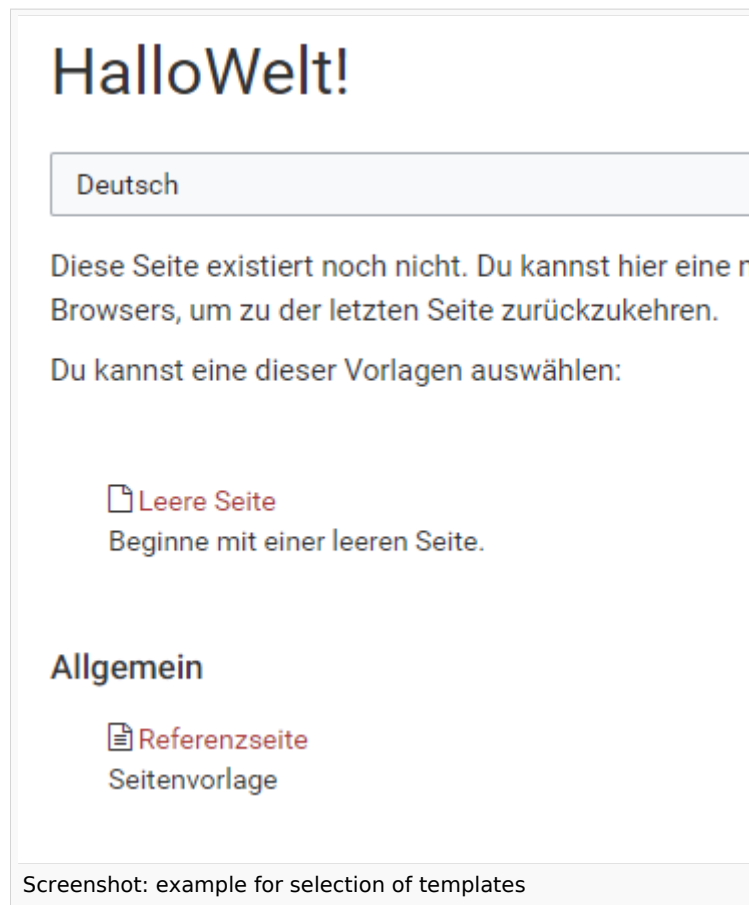 HalloWelt!
Deutsch
Diese Seite existiert noch nicht. Du kannst hier eine
Browsers, um zu der letzten Seite zurückzukehren.
Du kannst eine dieser Vorlagen auswählen:
Leere Seite
Beginne mit einer leeren Seite.
Allgemein
Referenzseite
Seitenvorlage
Screenshot: example for selection of templates